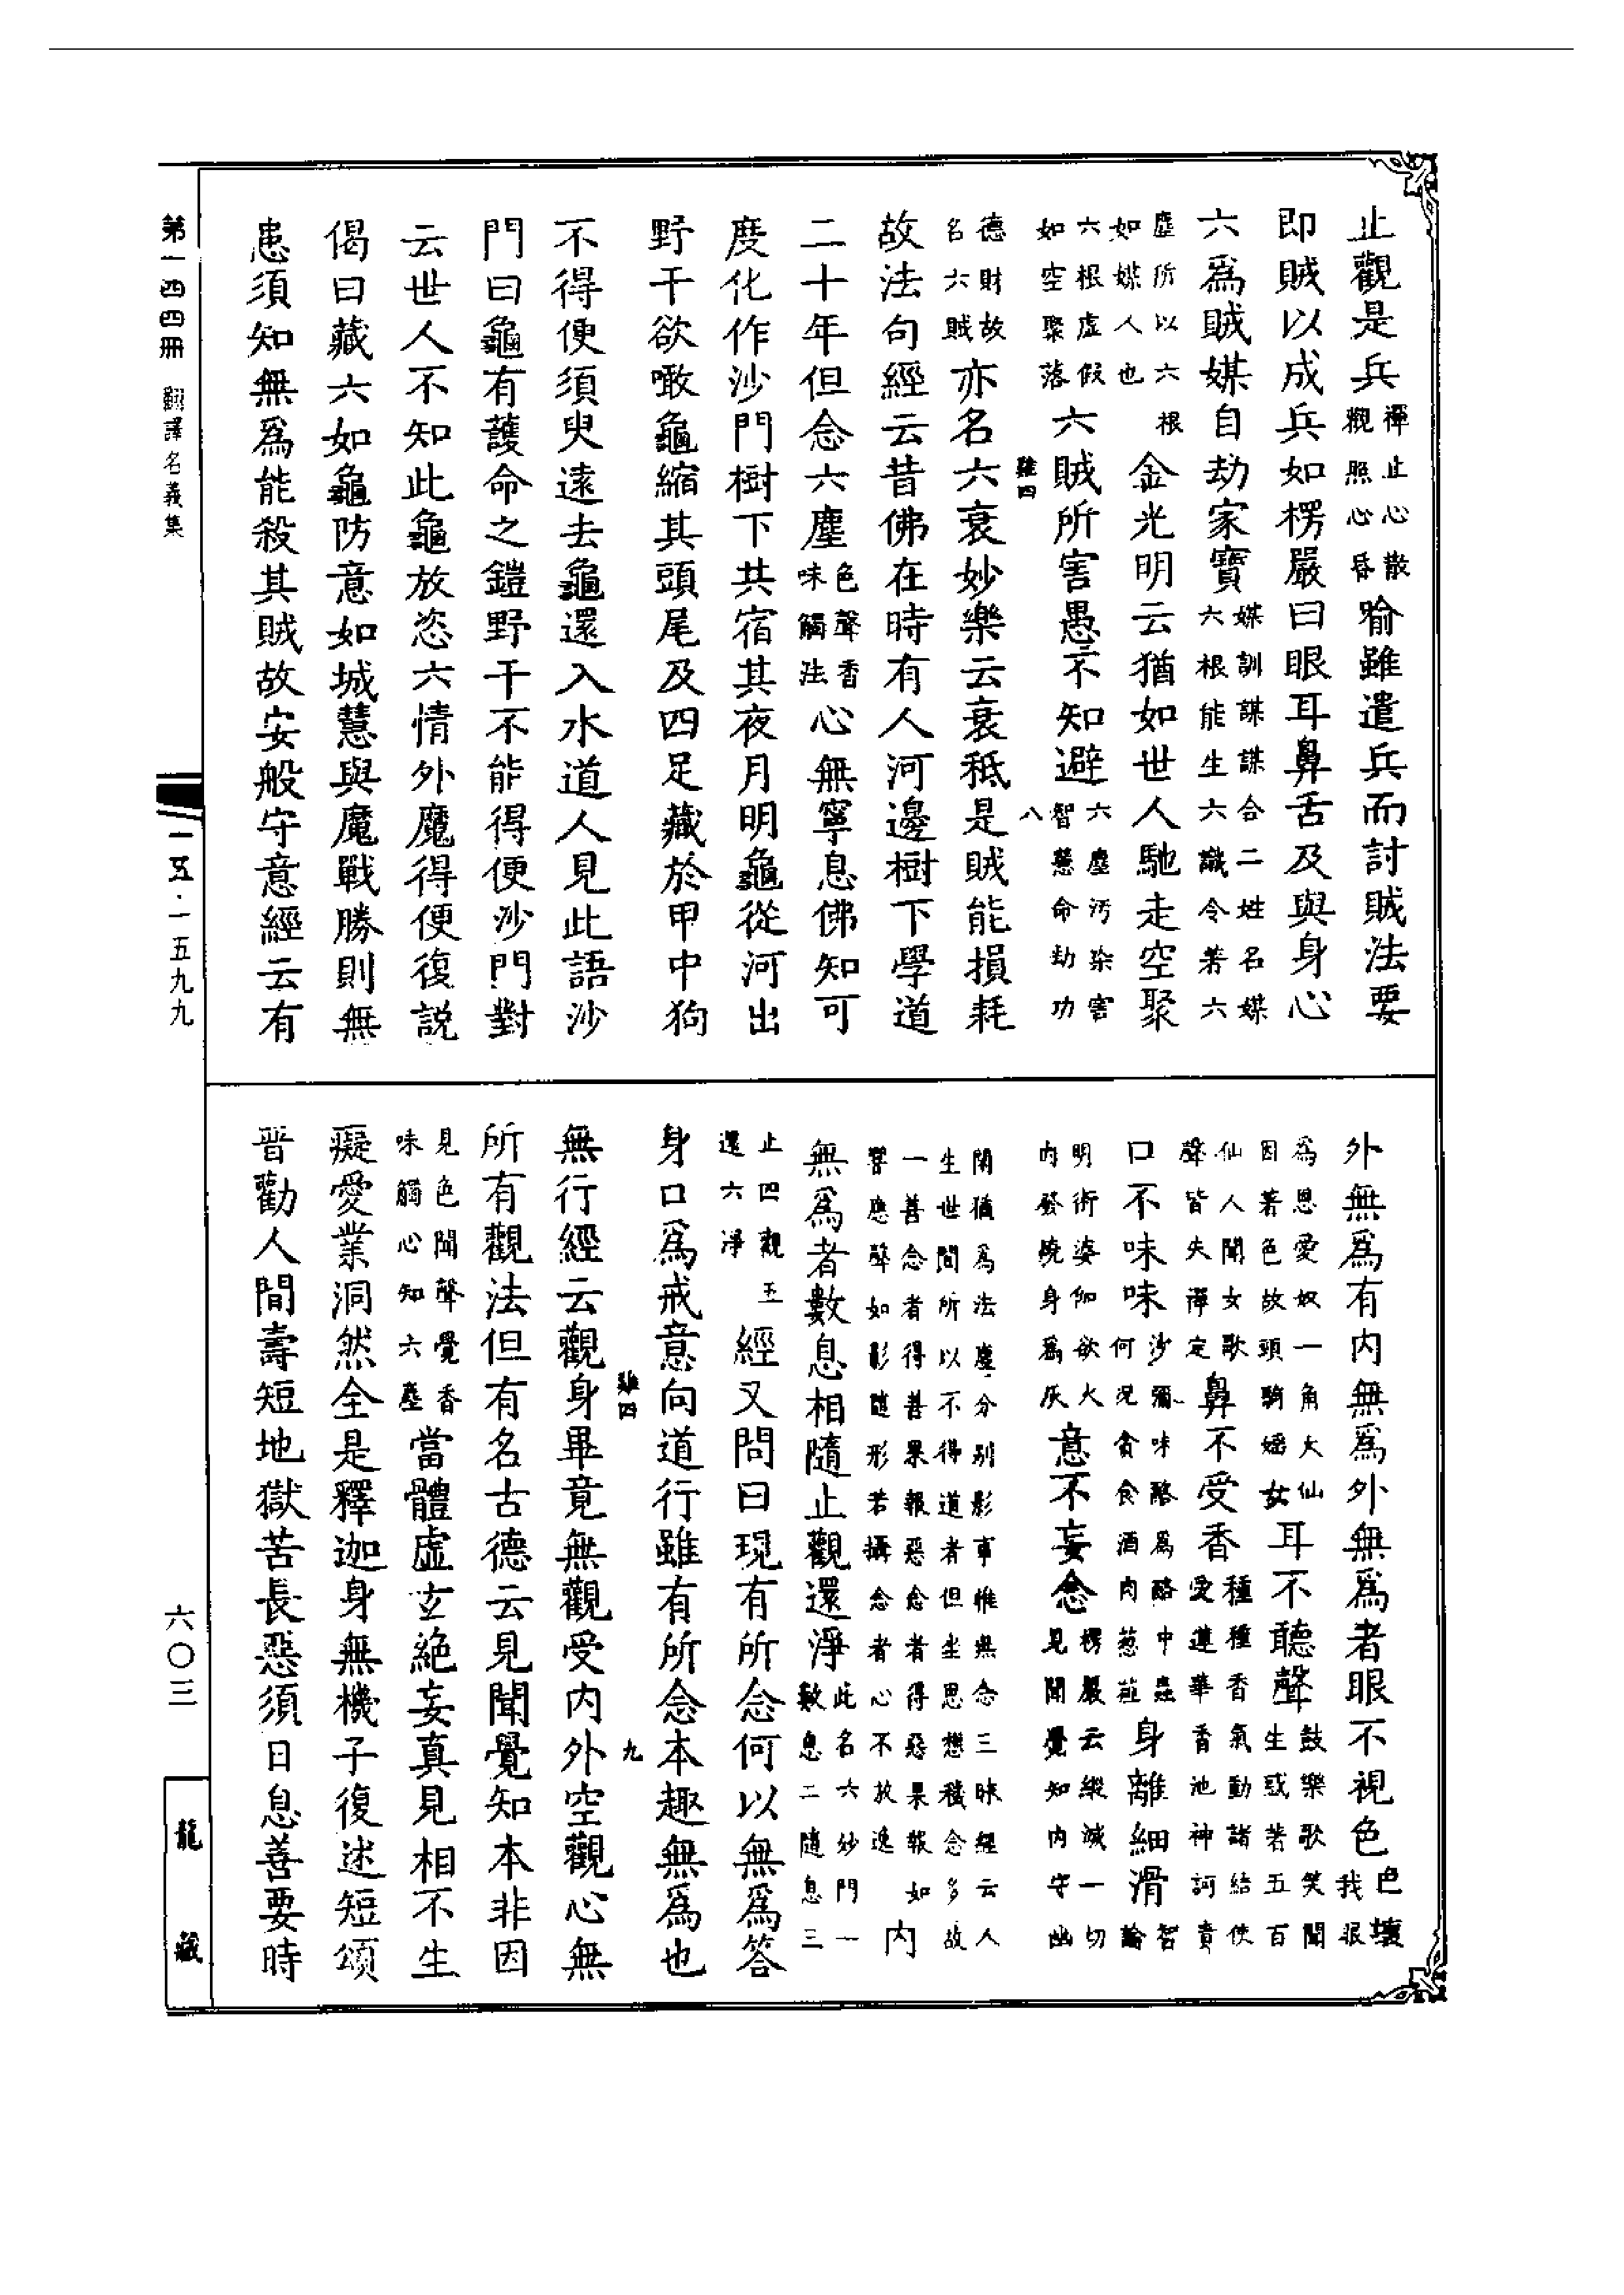 止觀是兵禪止心散觀照心昏喻雖遣兵而討賊法要
即賊以成兵如楞嚴曰眼耳鼻舌及與身心
六爲賊媒自劫家寶媒訓謀謀合二姓名媒六根能生六識令著六
塵所以六根如媒人也金光明云猶如世人馳走空聚
六根虛假如空聚落六賊所害愚不知避六塵污染害智慧命劫功
雞四
八
德財故名六賊亦名六衰妙樂云衰秖是賊能損耗
故法句經云昔佛在時有人河邊樹下學道
二十年但念六塵色聲香味觸法心無寧息佛知可
度化作沙門樹下共宿其夜月明龜從河出
野干欲噉龜縮其頭尾及四足藏於甲中狗
不得便須臾遠去龜還入水道人見此語沙
門曰龜有護命之鎧野干不能得便沙門對
云世人不知此龜放恣六情外魔得便復説
偈曰藏六如龜防意如城慧與魔戰勝則無
患須知無爲能殺其賊故安般守意經云有
外無爲有内無爲外無爲者眼不視色色壞我眼
爲恩愛奴一角大仙因著色故頭騎婬女耳不聽聲鼓樂歌笑聞生或著五百
仙人聞女歌聲皆失禪定鼻不受香種種香氣動諸結使受蓮華香池神訶責
口不味味沙彌味酪爲酪中蟲何況貪食酒肉葱薤身離細滑智論
明術婆伽欲火内發燒身爲灰意不妄念楞嚴云縱滅一切見聞覺知内守幽
閑猶爲法塵分别影事惟無念三昧經云人生世間所以不得道者但坐思想穢念多故
一善念者得善果報惡念者得惡果報如響應聲如影隨形若攝念者心不放逸内
無爲者數息相隨止觀還淨此名六妙門一數息二隨息三
止四觀五還六淨經又問曰現有所念何以無爲答
身口爲戒意向道行雖有所念本趣無爲也
雞四
九
無行經云觀身畢竟無觀受内外空觀心無
所有觀法但有名古德云見聞覺知本非因
見色聞聲覺香味觸心知六塵當體虛玄絶妄真見相不生
癡愛業洞然全是釋迦身無機子復述短頌
晉勸人間壽短地獄苦長惡須日息善要時
第一四四冊　翻譯名義集
一五·一五九九
六〇三
龍藏